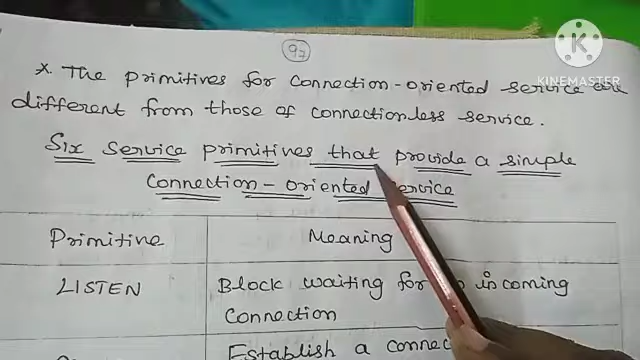 97
* The primitives for connection-oriented service are
different from those of connectionless service.
Six service primitives that provide a simple
connection-oriented service
Primitive Meaning
LISTEN Block waiting for incoming
connection
Establish a connec
KINEMASTER